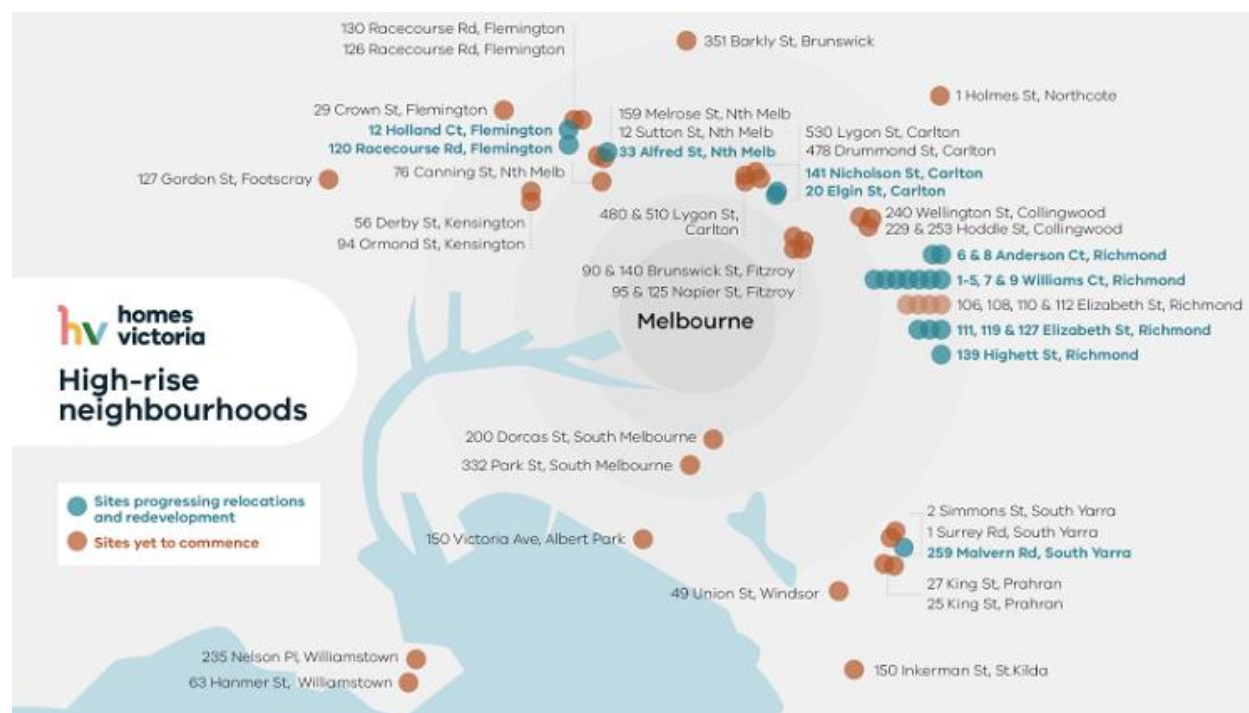 130 Racecourse Rd, Flemington
126 Racecourse Rd, Flemington
351 Barkly St, Brunswick
1 Holmes St, Northcote
29 Crown St, Flemington
12 Holland Ct, Flemington
120 Racecourse Rd, Flemington
159 Melrose St, Nth Melb
12 Sutton St, Nth Melb
33 Alfred St, Nth Melb
530 Lygon St, Carlton
478 Drummond St, Carlton
141 Nicholson St, Carlton
20 Elgin St, Carlton
76 Canning St, Nth Melb
127 Gordon St, Footscray
56 Derby St, Kensington
94 Ormond St, Kensington
480 & 510 Lygon St,
Carlton
240 Wellington St, Collingwood
229 & 253 Hoddle St, Collingwood
90 & 140 Brunswick St, Fitzroy
95 & 125 Napier St, Fitzroy
6 & 8 Anderson Ct, Richmond
1-5, 7 & 9 Williams Ct, Richmond
106, 108, 110 & 112 Elizabeth St, Richmond
111, 119 & 127 Elizabeth St, Richmond
139 Highett St, Richmond
Melbourne
homes
victoria
High-rise
neighbourhoods
200 Dorcas St, South Melbourne
332 Park St, South Melbourne
Sites progressing relocations
and redevelopment
Sites yet to commence
150 Victoria Ave, Albert Park
2 Simmons St, South Yarra
1 Surrey Rd, South Yarra
259 Malvern Rd, South Yarra
27 King St, Prahran
25 King St, Prahran
49 Union St, Windsor
235 Nelson Pl, Williamstown
63 Hanmer St, Williamstown
150 Inkerman St, St.Kilda